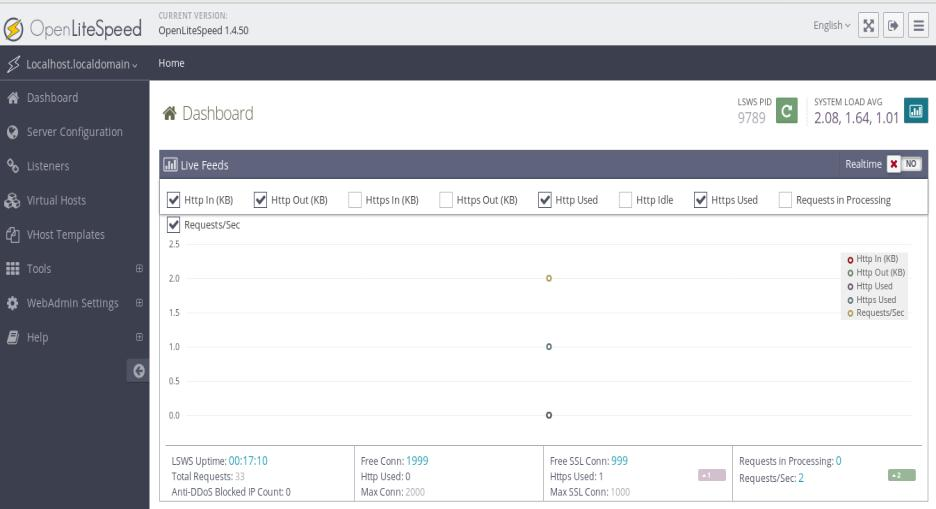 OpenLiteSpeed
CURRENT VERSION:
OpenLiteSpeed 1.4.50
English
Localhost.localdomain
Home
Dashboard
Server Configuration
Listeners
Virtual Hosts
VHost Templates
Tools
WebAdmin Settings
Help
Dashboard
LSWS PID
9789
SYSTEM LOAD AVG
2.08, 1.64, 1.01
Live Feeds
Realtime NO
Http In (KB) Http Out (KB) Https In (KB) Https Out (KB) Http Used Http Idle Https Used Requests in Processing
Requests/Sec
2.5
2.0
1.5
1.0
0.5
0.0
Http In (KB)
Http Out (KB)
Http Used
Https Used
Requests/Sec
LSWS Uptime: 00:17:10
Total Requests: 33
Anti-DDoS Blocked IP Count: 0
Free Conn: 1999
Http Used: 0
Max Conn: 2000
Free SSL Conn: 999
Https Used: 1
1
Max SSL Conn: 1000
Requests in Processing: 0
Requests/Sec: 2
2